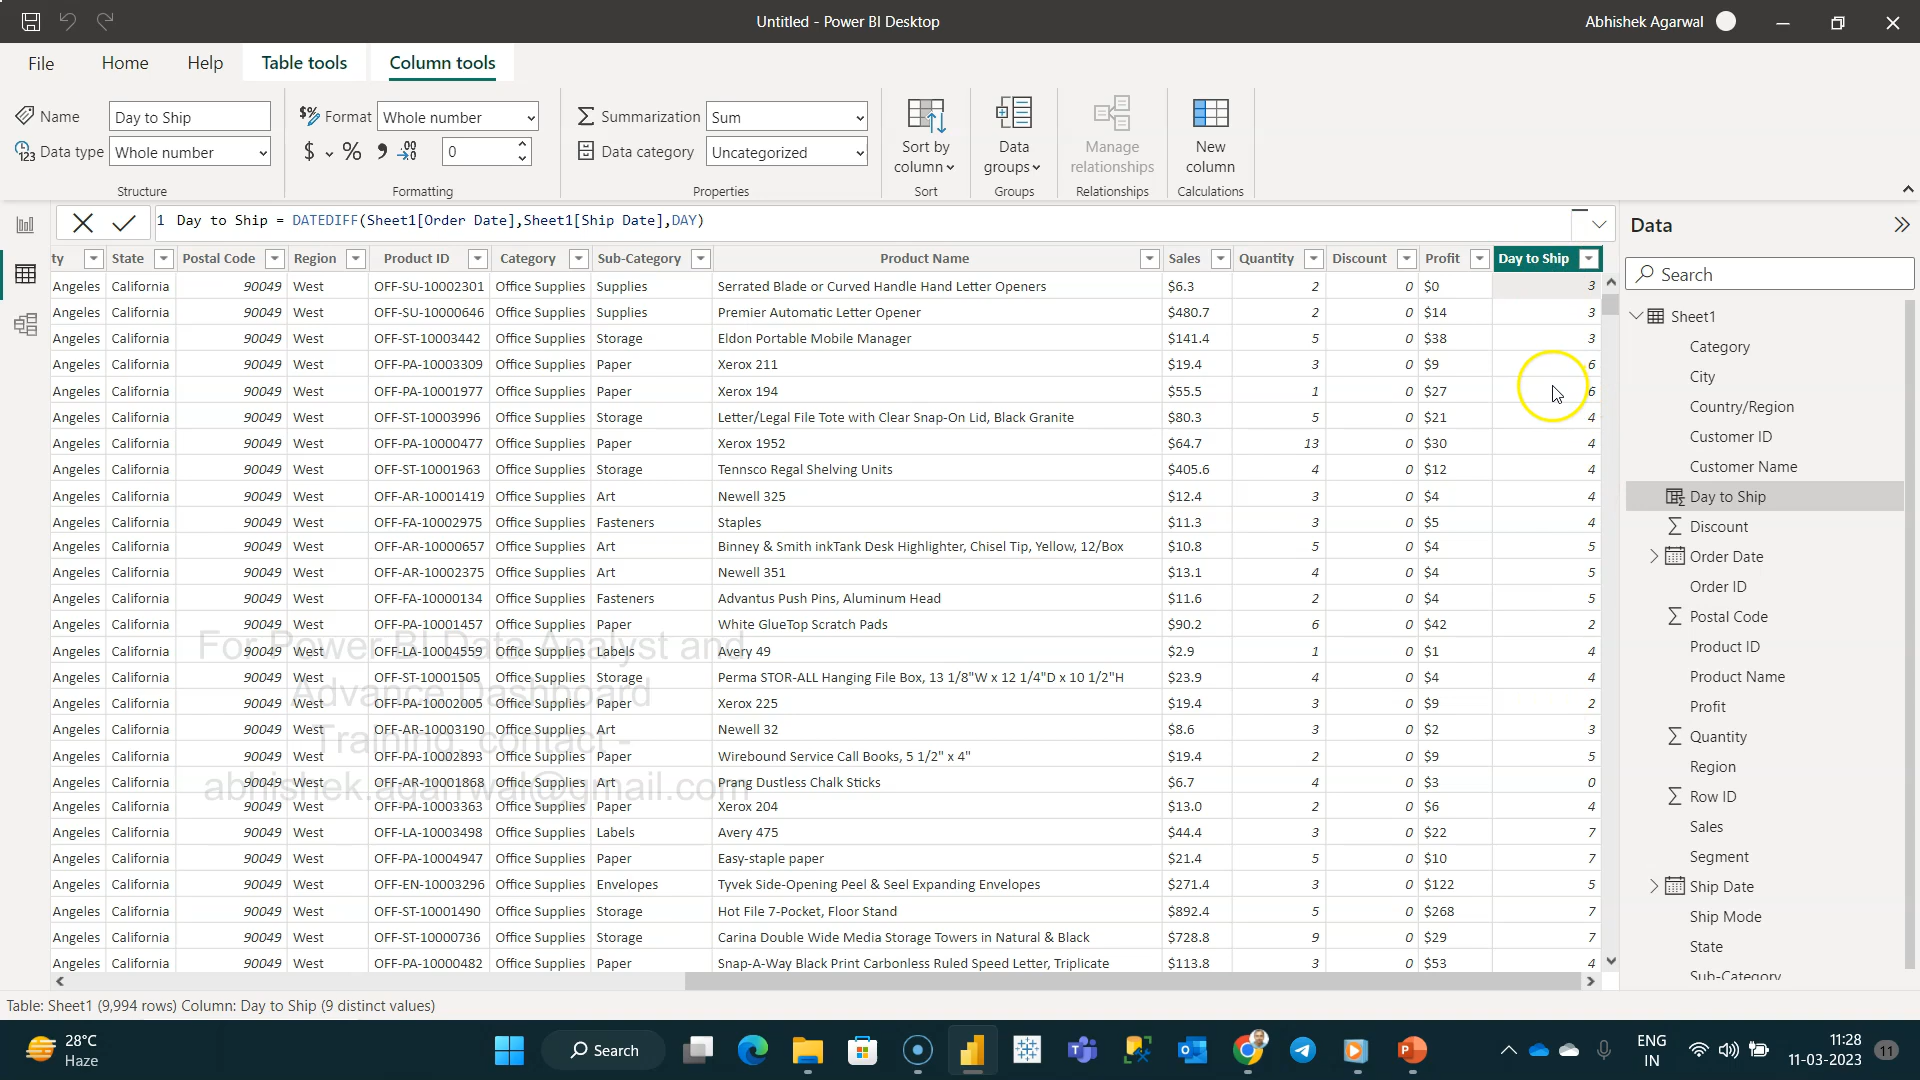 Untitled - Power BI Desktop
Abhishek Agarwal
File Home Help Table tools Column tools
Name Day to Ship
Data type Whole number
Structure
Format Whole number
$ % , .00 0
Formatting
Summarization Sum
Data category Uncategorized
Properties
Sort by column
Sort
Data groups
Groups
Manage relationships
Relationships
New column
Calculations
1 Day to Ship = DATEDIFF(Sheet1[Order Date],Sheet1[Ship Date],DAY)
ty State Postal Code Region Product ID Category Sub-Category Product Name Sales Quantity Discount Profit Day to Ship
Angeles California 90049 West OFF-SU-10002301 Office Supplies Supplies Serrated Blade or Curved Handle Hand Letter Openers $6.3 2 0 $0 3
Angeles California 90049 West OFF-SU-10000646 Office Supplies Supplies Premier Automatic Letter Opener $480.7 2 0 $14 3
Angeles California 90049 West OFF-ST-10003442 Office Supplies Storage Eldon Portable Mobile Manager $141.4 5 0 $38 3
Angeles California 90049 West OFF-PA-10003309 Office Supplies Paper Xerox 211 $19.4 3 0 $9 6
Angeles California 90049 West OFF-PA-10001977 Office Supplies Paper Xerox 194 $55.5 1 0 $27 6
Angeles California 90049 West OFF-ST-10003996 Office Supplies Storage Letter/Legal File Tote with Clear Snap-On Lid, Black Granite $80.3 5 0 $21 4
Angeles California 90049 West OFF-PA-10000477 Office Supplies Paper Xerox 1952 $64.7 13 0 $30 4
Angeles California 90049 West OFF-ST-10001963 Office Supplies Storage Tennsco Regal Shelving Units $405.6 4 0 $12 4
Angeles California 90049 West OFF-AR-10001419 Office Supplies Art Newell 325 $12.4 3 0 $4 4
Angeles California 90049 West OFF-FA-10002975 Office Supplies Fasteners Staples $11.3 3 0 $5 4
Angeles California 90049 West OFF-AR-10000657 Office Supplies Art Binney & Smith inkTank Desk Highlighter, Chisel Tip, Yellow, 12/Box $10.8 5 0 $4 5
Angeles California 90049 West OFF-AR-10002375 Office Supplies Art Newell 351 $13.1 4 0 $4 5
Angeles California 90049 West OFF-FA-10000134 Office Supplies Fasteners Advantus Push Pins, Aluminum Head $11.6 2 0 $4 5
Angeles California 90049 West OFF-PA-10001457 Office Supplies Paper White GlueTop Scratch Pads $90.2 6 0 $42 2
Angeles California 90049 West OFF-LA-10004559 Office Supplies Labels Avery 49 $2.9 1 0 $1 4
Angeles California 90049 West OFF-ST-10001505 Office Supplies Storage Perma STOR-ALL Hanging File Box, 13 1/8"W x 12 1/4"D x 10 1/2"H $23.9 4 0 $4 4
Angeles California 90049 West OFF-PA-10002005 Office Supplies Paper Xerox 225 $19.4 3 0 $9 2
Angeles California 90049 West OFF-AR-10003190 Office Supplies Art Newell 32 $8.6 3 0 $2 3
Angeles California 90049 West OFF-PA-10002893 Office Supplies Paper Wirebound Service Call Books, 5 1/2" x 4" $19.4 2 0 $9 5
Angeles California 90049 West OFF-AR-10001868 Office Supplies Art Prang Dustless Chalk Sticks $6.7 4 0 $3 0
Angeles California 90049 West OFF-PA-10003363 Office Supplies Paper Xerox 204 $13.0 2 0 $6 4
Angeles California 90049 West OFF-LA-10003498 Office Supplies Labels Avery 475 $44.4 3 0 $22 7
Angeles California 90049 West OFF-PA-10004947 Office Supplies Paper Easy-staple paper $21.4 5 0 $10 7
Angeles California 90049 West OFF-EN-10003296 Office Supplies Envelopes Tyvek Side-Opening Peel & Seel Expanding Envelopes $271.4 3 0 $122 5
Angeles California 90049 West OFF-ST-10001490 Office Supplies Storage Hot File 7-Pocket, Floor Stand $892.4 5 0 $268 7
Angeles California 90049 West OFF-ST-10000736 Office Supplies Storage Carina Double Wide Media Storage Towers in Natural & Black $728.8 9 0 $29 7
Angeles California 90049 West OFF-PA-10000482 Office Supplies Paper Snap-A-Way Black Print Carbonless Ruled Speed Letter, Triplicate $113.8 3 0 $53 4
For Power BI Data Analyst and
Advance Dashboard
Training, contact -
abhishek.agarwal@gmail.com
Data
Search
Sheet1
Category
City
Country/Region
Customer ID
Customer Name
Day to Ship
Discount
Order Date
Order ID
Postal Code
Product ID
Product Name
Profit
Quantity
Region
Row ID
Sales
Segment
Ship Date
Ship Mode
State
Sub-Category
Table: Sheet1 (9,994 rows) Column: Day to Ship (9 distinct values)
28°C
Haze
Search
ENG
IN
11:28
11-03-2023
11